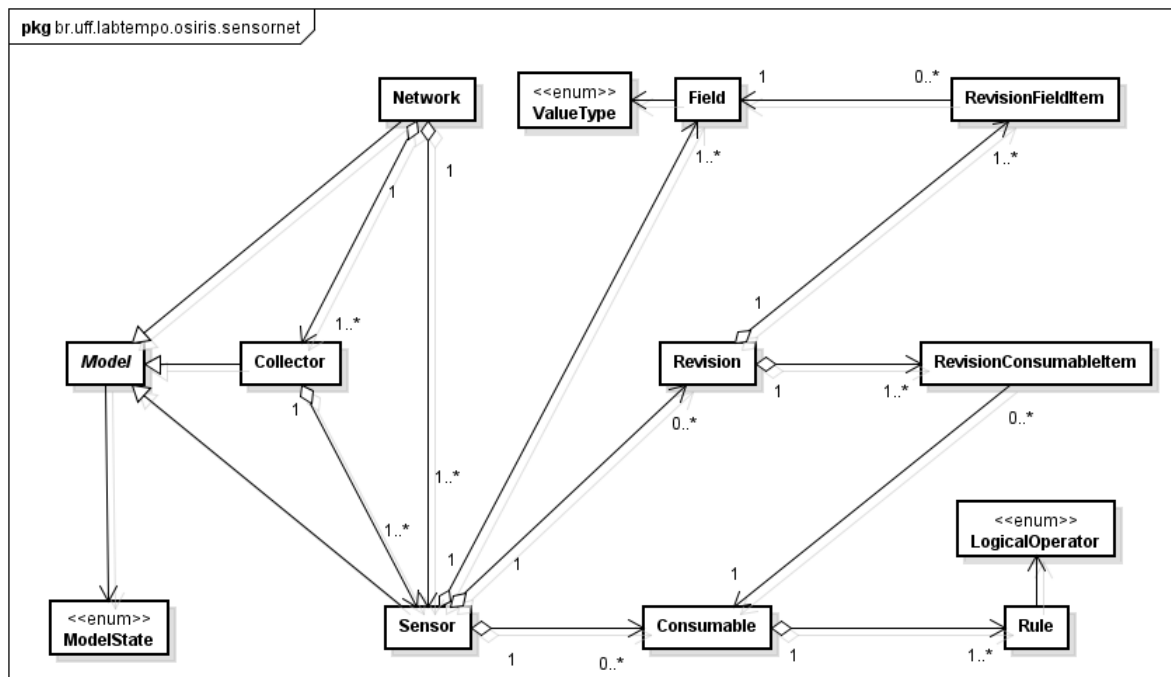 pkg br.uff.labtempo.osiris.sensornet
Network
<<enum>>
ValueType
1
Field
0..*
RevisionFieldItem
1..*
1..*
1
1
1..*
1
Model
Collector
Revision
RevisionConsumableItem
1
1
1..*
0..*
0..*
1..*
1..*
<<enum>>
LogicalOperator
1
1
1
<<enum>>
ModelState
Sensor
Consumable
Rule
1
0..*
1
1..*